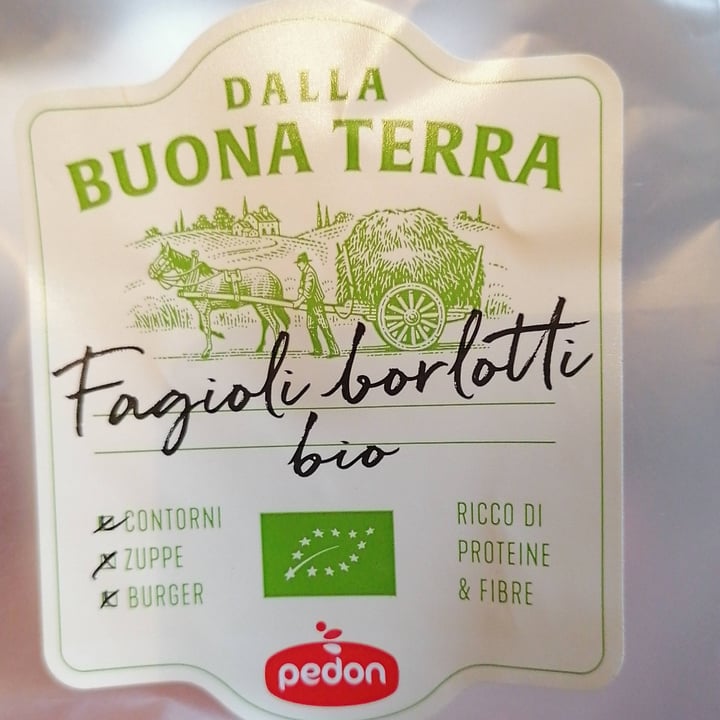 DALLA
BUONA TERRA
Fagioli borlotti
bio
CONTORNI
ZUPPE
BURGER
RICCO DI
PROTEINE
& FIBRE
pedon